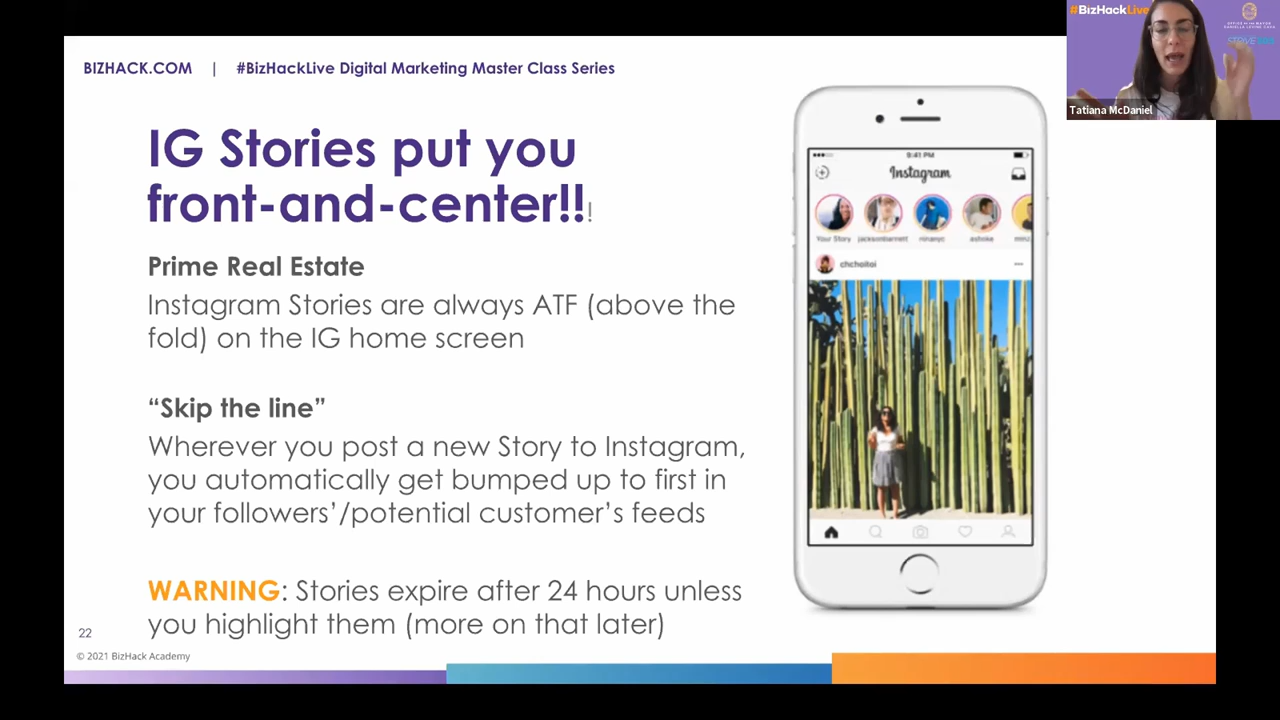 BIZHACK.COM | #BizHackLive Digital Marketing Master Class Series
#BizHackLive
Tatiana McDaniel
IG Stories put you
front-and-center!!!
Prime Real Estate
Instagram Stories are always ATF (above the
fold) on the IG home screen
“Skip the line”
Wherever you post a new Story to Instagram,
you automatically get bumped up to first in
your followers’/potential customer’s feeds
WARNING: Stories expire after 24 hours unless
you highlight them (more on that later)
22
© 2021 BizHack Academy
9:41 PM
Instagram
Your Story